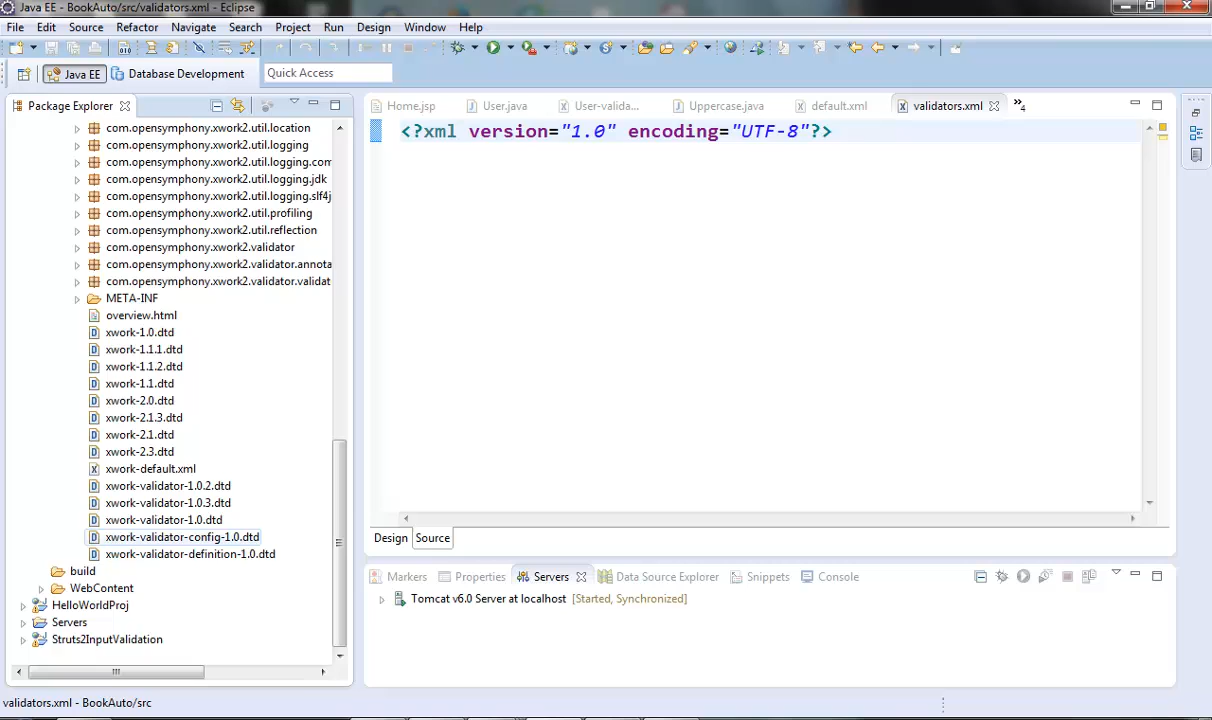 Java EE - BookAuto/src/validators.xml - Eclipse
File Edit Source Refactor Navigate Search Project Run Design Window Help
Java EE Database Development Quick Access
Package Explorer
com.opensymphony.xwork2.util.location
com.opensymphony.xwork2.util.logging
com.opensymphony.xwork2.util.logging.com
com.opensymphony.xwork2.util.logging.jdk
com.opensymphony.xwork2.util.logging.slf4j
com.opensymphony.xwork2.util.profiling
com.opensymphony.xwork2.util.reflection
com.opensymphony.xwork2.validator
com.opensymphony.xwork2.validator.annota
com.opensymphony.xwork2.validator.validat
META-INF
overview.html
xwork-1.0.dtd
xwork-1.1.1.dtd
xwork-1.1.2.dtd
xwork-1.1.dtd
xwork-2.0.dtd
xwork-2.1.3.dtd
xwork-2.1.dtd
xwork-2.3.dtd
xwork-default.xml
xwork-validator-1.0.2.dtd
xwork-validator-1.0.3.dtd
xwork-validator-1.0.dtd
xwork-validator-config-1.0.dtd
xwork-validator-definition-1.0.dtd
build
WebContent
HelloWorldProj
Servers
Struts2InputValidation
Home.jsp User.java User-valida... Uppercase.java default.xml validators.xml »4
<?xml version="1.0" encoding="UTF-8"?>
Design Source
Markers Properties Servers Data Source Explorer Snippets Console
Tomcat v6.0 Server at localhost [Started, Synchronized]
validators.xml - BookAuto/src